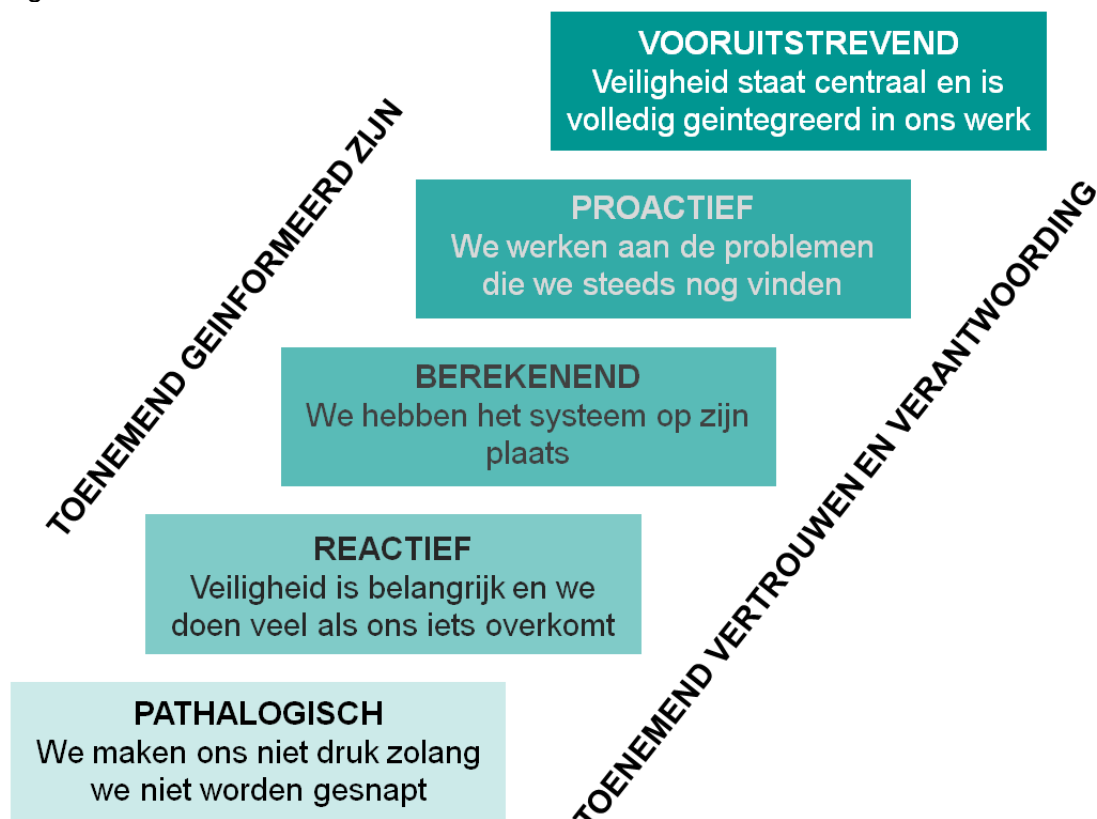 VOORUITSTREVEND
Veiligheid staat centraal en is
volledig geintegreerd in ons werk
TOENEMEND GEINFORMEERD ZIJN
PROACTIEF
We werken aan de problemen
die we steeds nog vinden
TOENEMEND VERTROUWEN EN VERANTWOORDING
BEREKENEND
We hebben het systeem op zijn
plaats
REACTIEF
Veiligheid is belangrijk en we
doen veel als ons iets overkomt
PATHALOGISCH
We maken ons niet druk zolang
we niet worden gesnapt